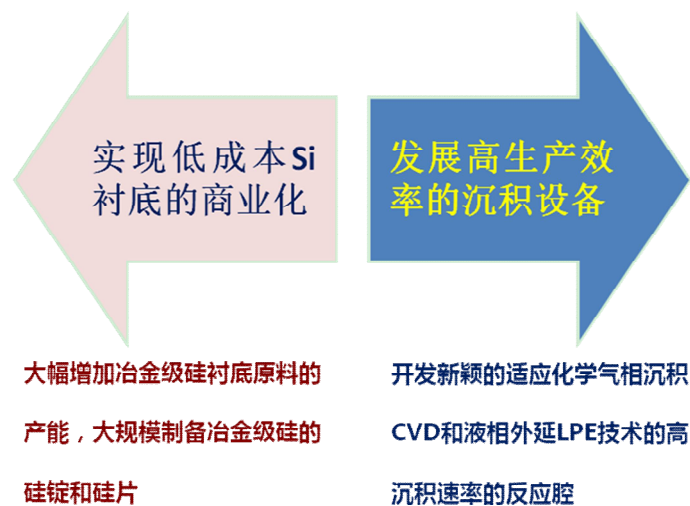 实现低成本Si
衬底的商业化
发展高生产效
率的沉积设备
大幅增加冶金级硅衬底原料的
产能，大规模制备冶金级硅的
硅锭和硅片
开发新颖的适应化学气相沉积
CVD和液相外延LPE技术的高
沉积速率的反应腔